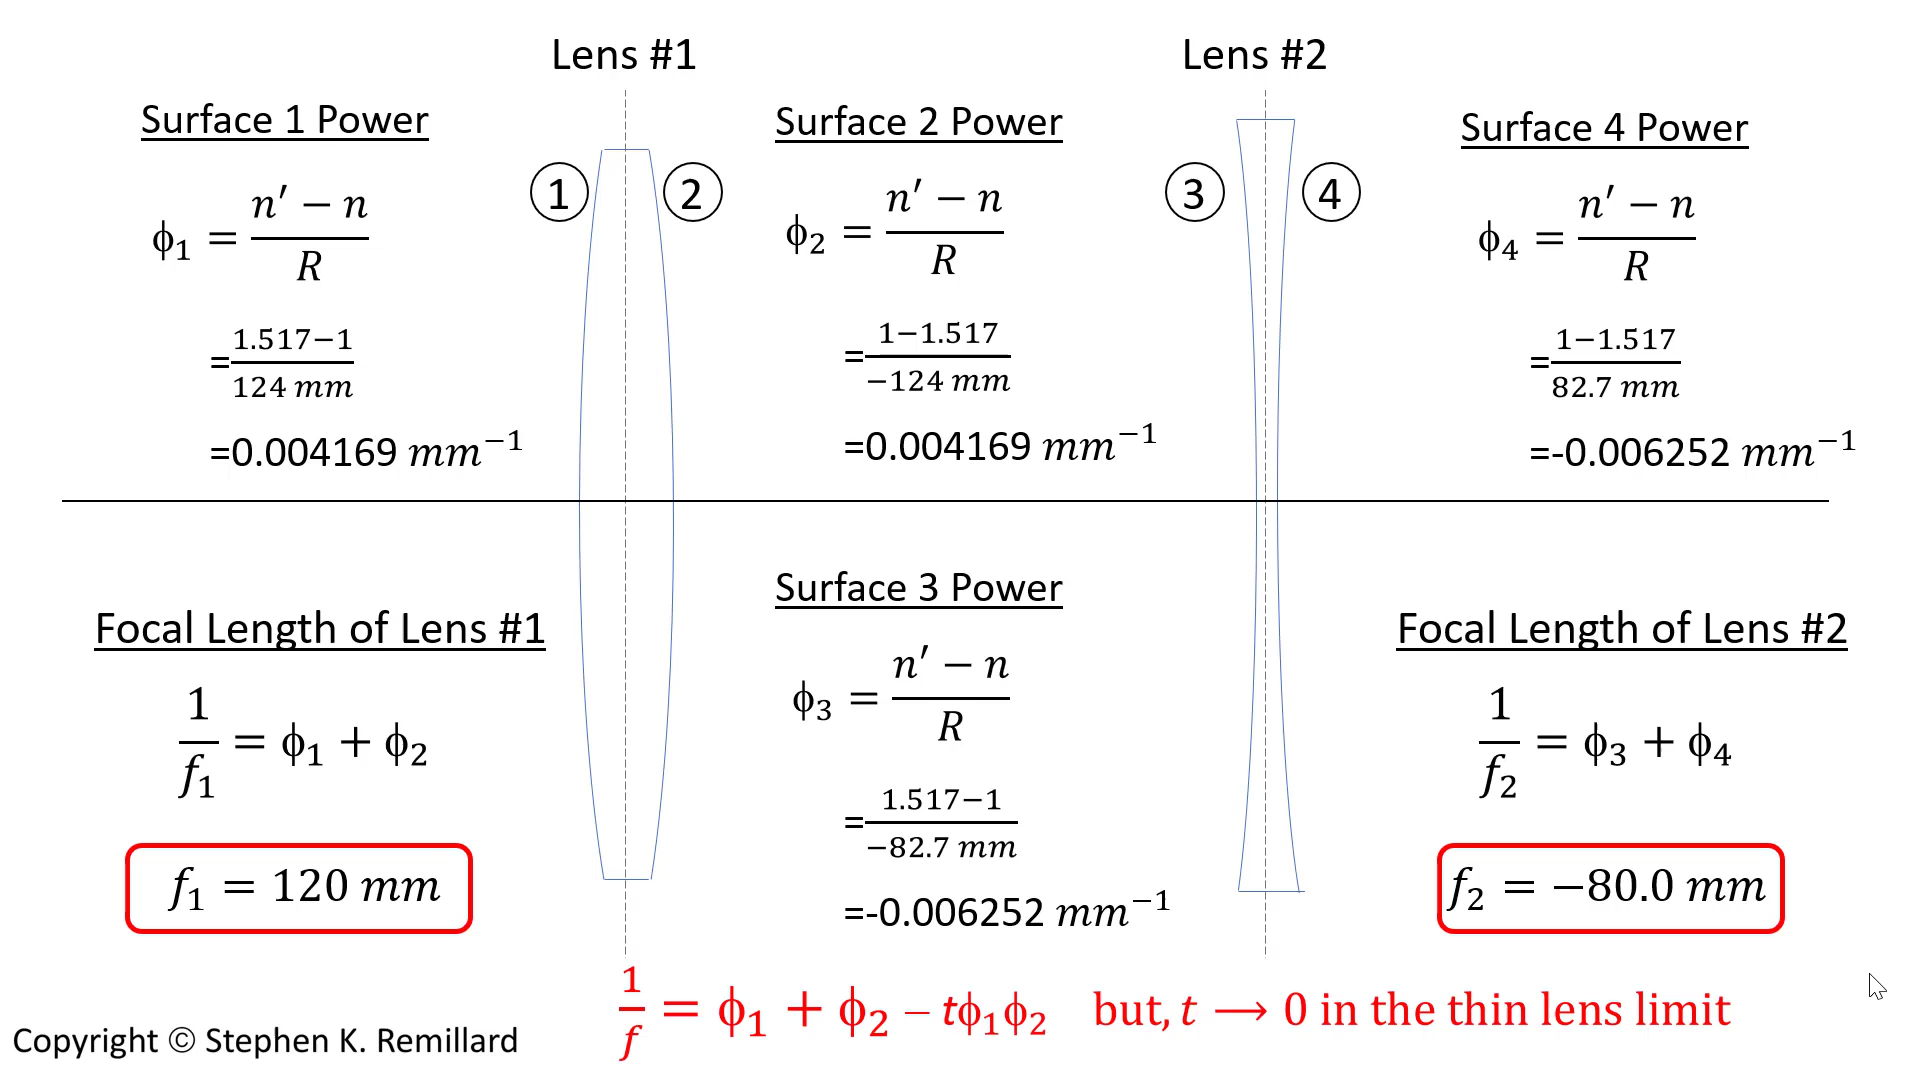 Lens #1
Lens #2
Surface 1 Power
ϕ₁ = (n′ − n)/R
=(1.517−1)/(124 mm)
=0.004169 mm⁻¹
1
2
Surface 2 Power
ϕ₂ = (n′ − n)/R
=(1−1.517)/(−124 mm)
=0.004169 mm⁻¹
3
4
Surface 4 Power
ϕ₄ = (n′ − n)/R
=(1−1.517)/(82.7 mm)
=-0.006252 mm⁻¹
Focal Length of Lens #1
1/f₁ = ϕ₁ + ϕ₂
f₁ = 120 mm
Surface 3 Power
ϕ₃ = (n′ − n)/R
=(1.517−1)/(−82.7 mm)
=-0.006252 mm⁻¹
Focal Length of Lens #2
1/f₂ = ϕ₃ + ϕ₄
f₂ = −80.0 mm
1/f = ϕ₁ + ϕ₂ − tϕ₁ϕ₂ but, t ⟶ 0 in the thin lens limit
Copyright © Stephen K. Remillard